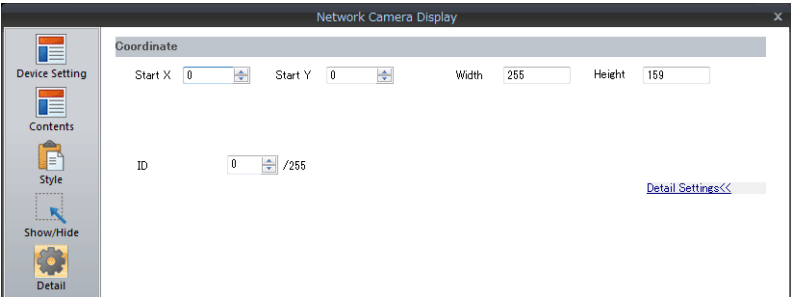 Network Camera Display
x
Device Setting
Contents
Style
Show/Hide
Detail
Coordinate
Start X 0 Start Y 0 Width 255 Height 159
ID 0 /255
Detail Settings<<